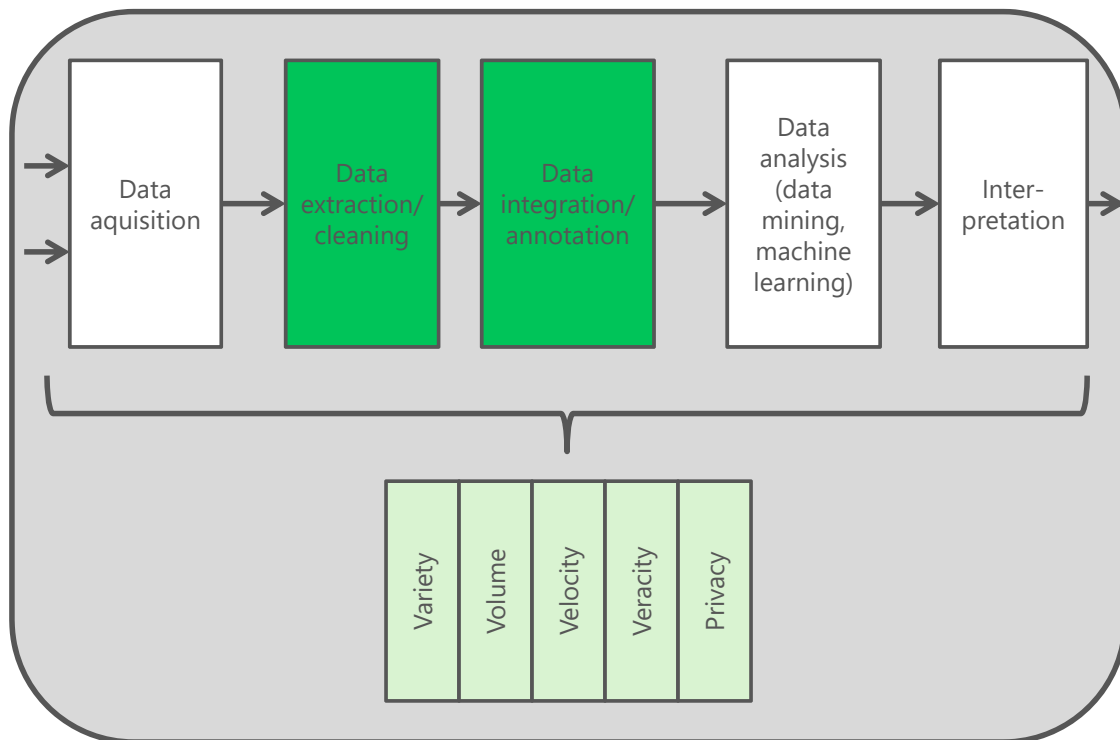 Data
aquisition
Data
extraction/
cleaning
Data
integration/
annotation
Data
analysis
(data
mining,
machine
learning)
Inter-
pretation
Variety
Volume
Velocity
Veracity
Privacy